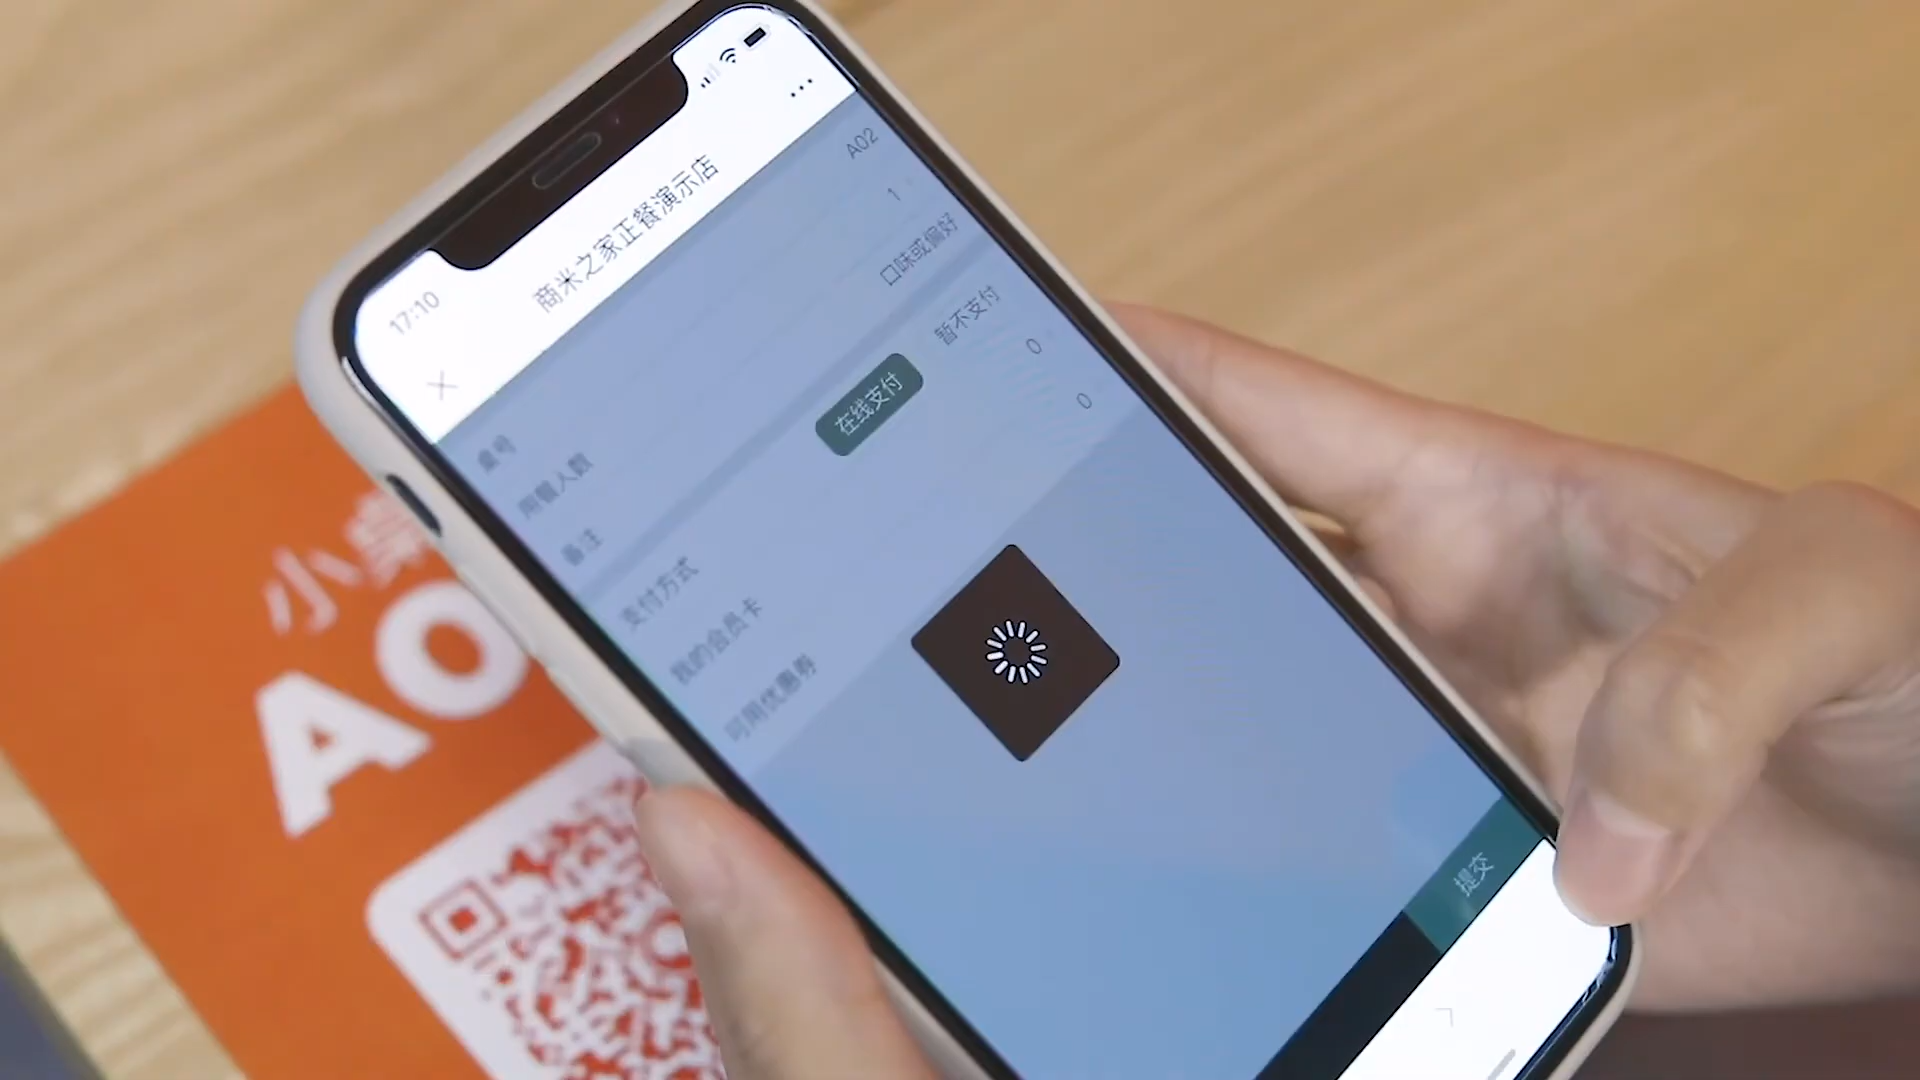 17:10
商米之家正餐演示店
桌号 A02
用餐人数 1
备注 口味或偏好
支付方式 在线支付 暂不支付
我的会员卡 0
可用优惠券 0
提交
小桌
A0